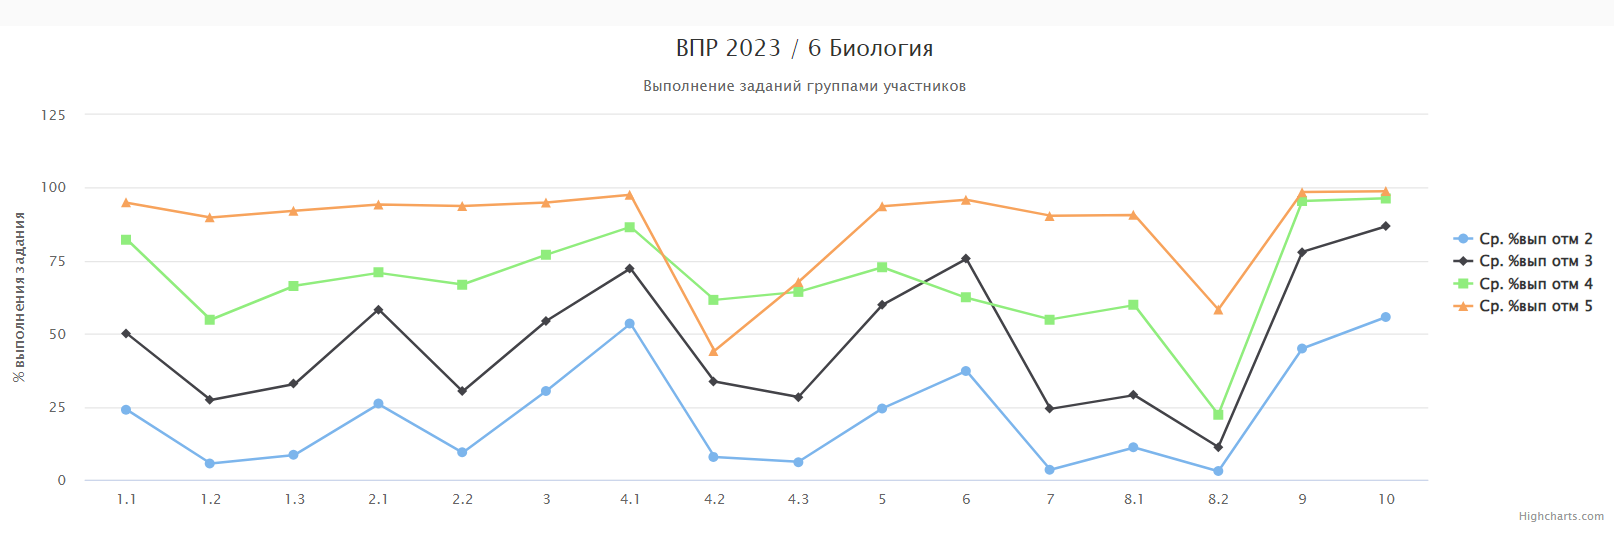 ВПР 2023 / 6 Биология
Выполнение заданий группами участников
% выполнения задания
125
100
75
50
25
0
1.1 1.2 1.3 2.1 2.2 3 4.1 4.2 4.3 5 6 7 8.1 8.2 9 10
Ср. %вып отм 2
Ср. %вып отм 3
Ср. %вып отм 4
Ср. %вып отм 5
Highcharts.com